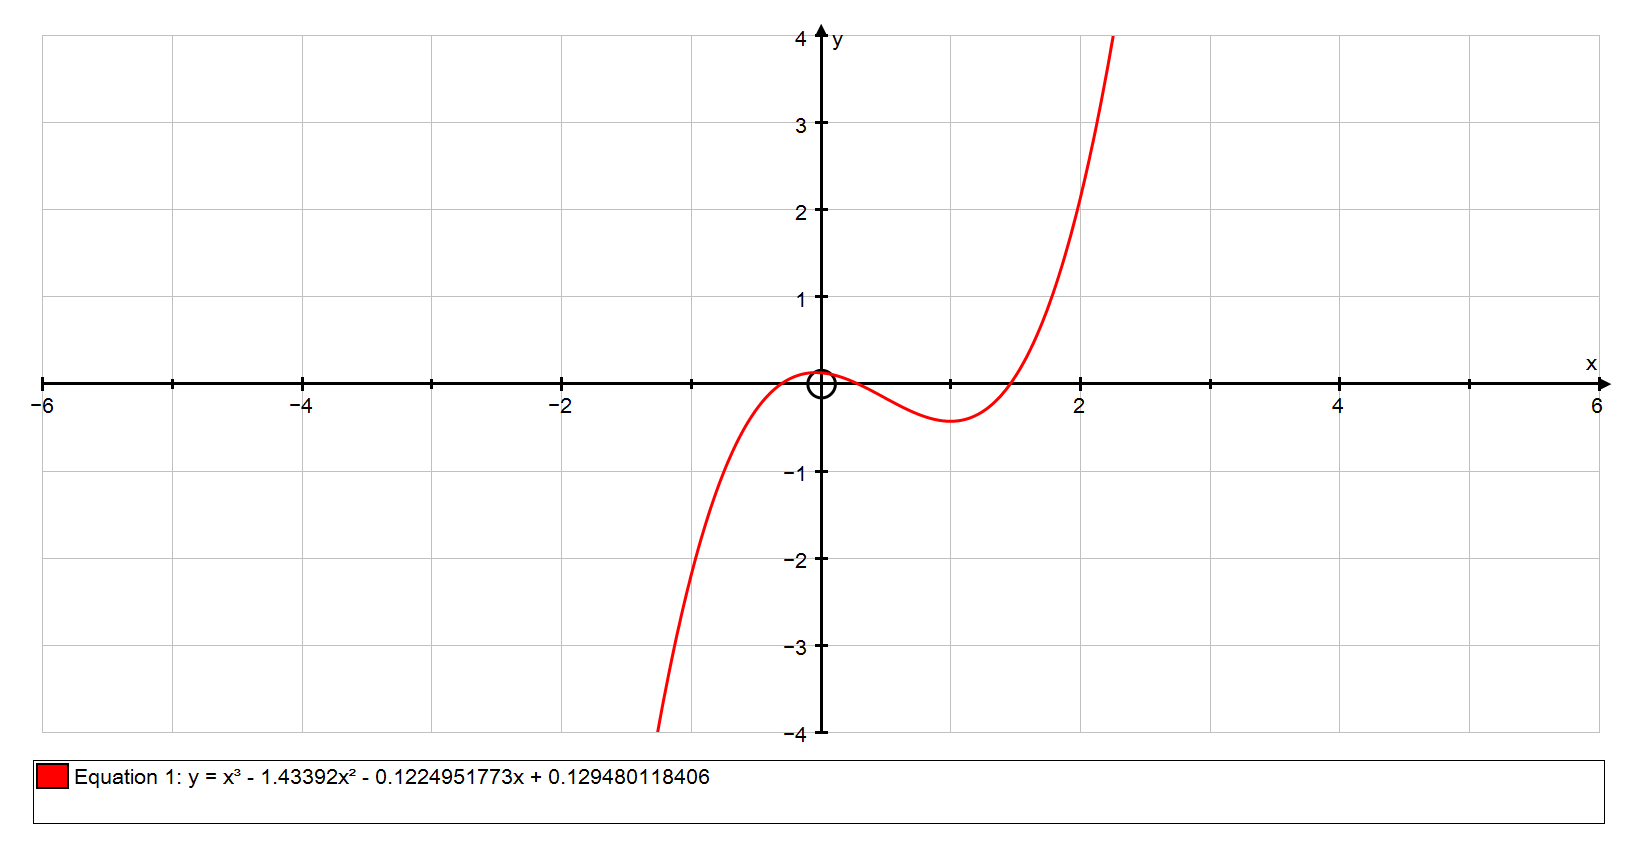 4 y
3
2
1
x
−6 −4 −2 2 4 6
−1
−2
−3
−4
Equation 1: y = x³ - 1.43392x² - 0.1224951773x + 0.129480118406